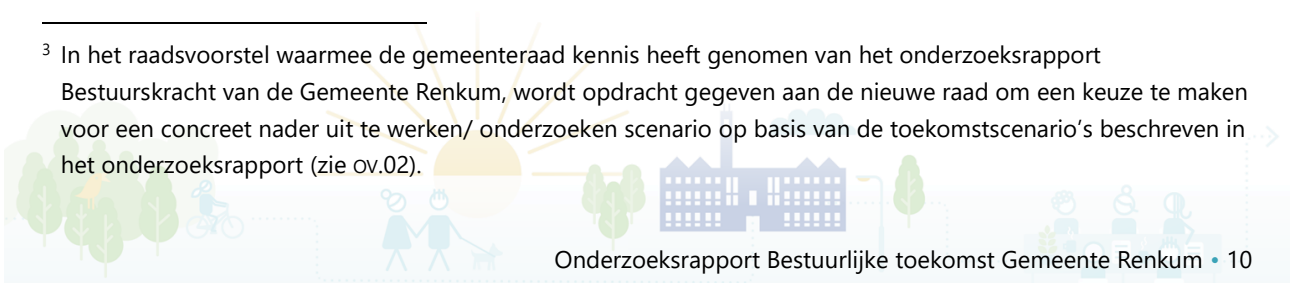 ³ In het raadsvoorstel waarmee de gemeenteraad kennis heeft genomen van het onderzoeksrapport
Bestuurskracht van de Gemeente Renkum, wordt opdracht gegeven aan de nieuwe raad om een keuze te maken
voor een concreet nader uit te werken/ onderzoeken scenario op basis van de toekomstscenario’s beschreven in
het onderzoeksrapport (zie OV.02).
Onderzoeksrapport Bestuurlijke toekomst Gemeente Renkum • 10